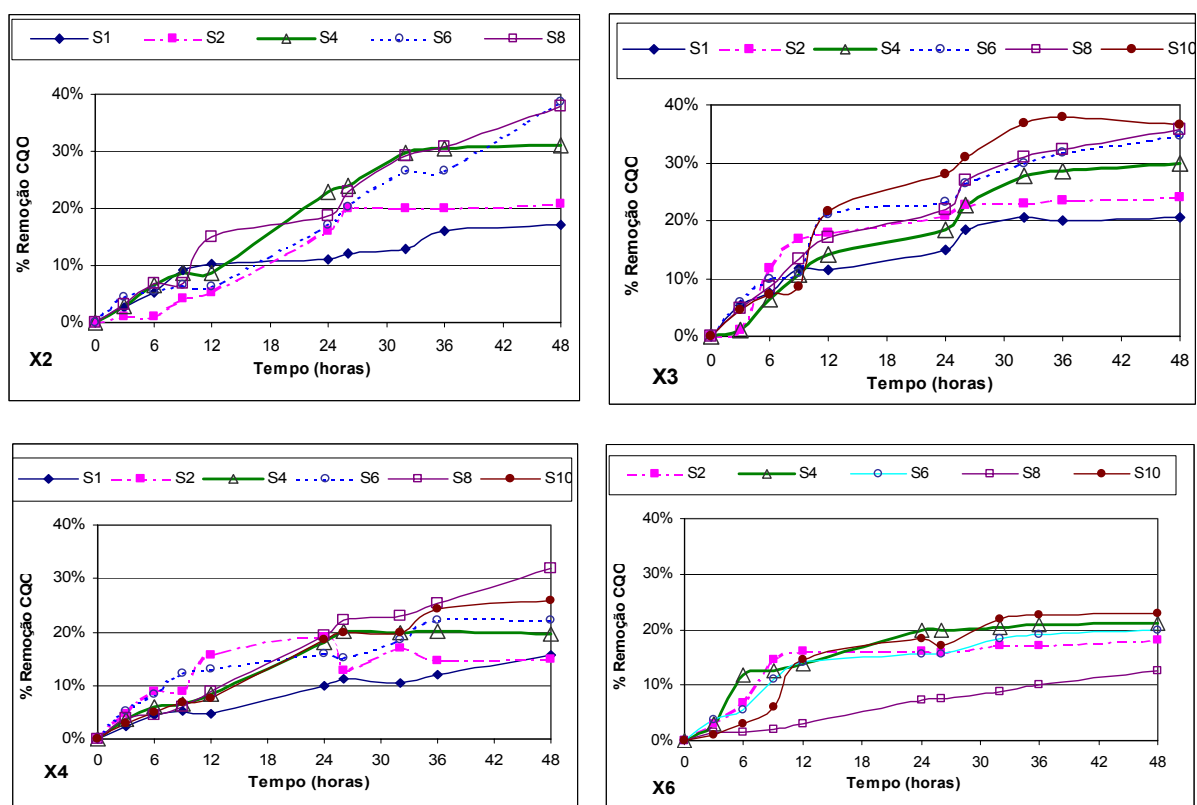 S1 S2 S4 S6 S8
% Remoção CQO
40%
30%
20%
10%
0%
0 6 12 18 24 30 36 42 48
Tempo (horas)
X2
S1 S2 S4 S6 S8 S10
% Remoção CQO
40%
30%
20%
10%
0%
0 6 12 18 24 30 36 42 48
Tempo (horas)
X3
S1 S2 S4 S6 S8 S10
% Remoção CQO
40%
30%
20%
10%
0%
0 6 12 18 24 30 36 42 48
Tempo (horas)
X4
S2 S4 S6 S8 S10
% Remoção CQO
40%
30%
20%
10%
0%
0 6 12 18 24 30 36 42 48
Tempo (horas)
X6